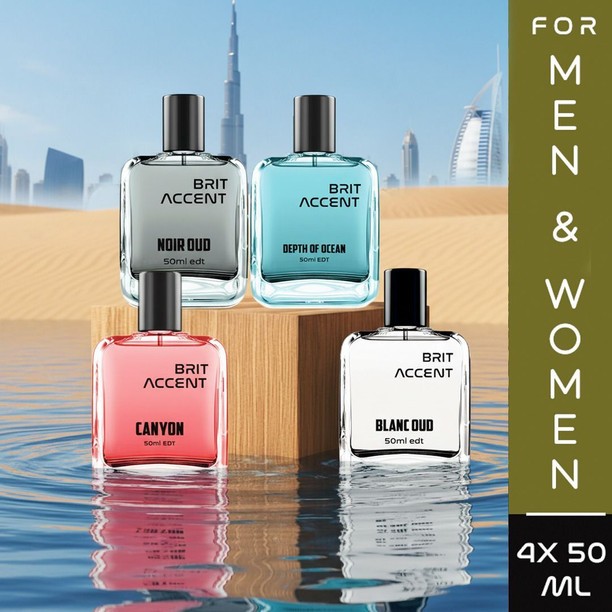 BRIT
ACCENT
NOIR OUD
50ml edt
BRIT
ACCENT
DEPTH OF OCEAN
50ml EDT
BRIT
ACCENT
CANYON
50ml EDT
BRIT
ACCENT
BLANC OUD
50ml edt
FOR
MEN
&
WOMEN
4X 50
ML